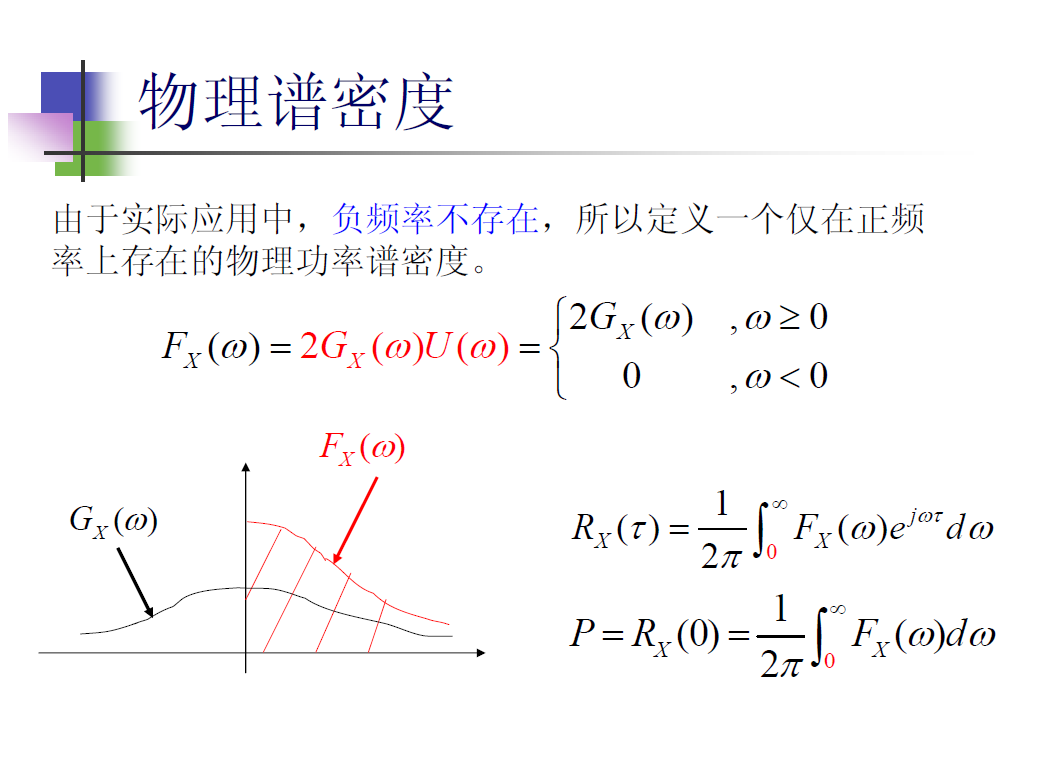 物理谱密度
由于实际应用中，负频率不存在，所以定义一个仅在正频
率上存在的物理功率谱密度。
F_X(ω) = 2G_X(ω)U(ω) = { 2G_X(ω) , ω ≥ 0
0 , ω < 0
F_X(ω)
G_X(ω)
R_X(τ) = 1/2π ∫_0^∞ F_X(ω)e^{jωτ}dω
P = R_X(0) = 1/2π ∫_0^∞ F_X(ω)dω